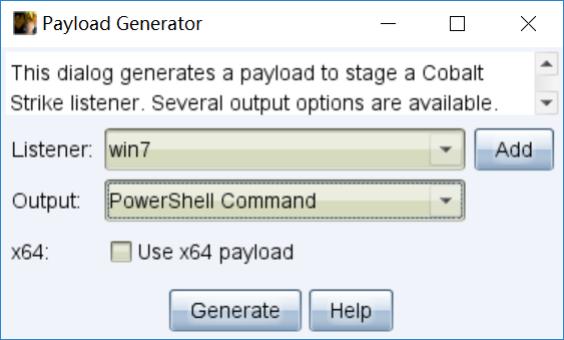 Payload Generator
This dialog generates a payload to stage a Cobalt
Strike listener. Several output options are available.
Listener: win7 Add
Output: PowerShell Command
x64: Use x64 payload
Generate Help